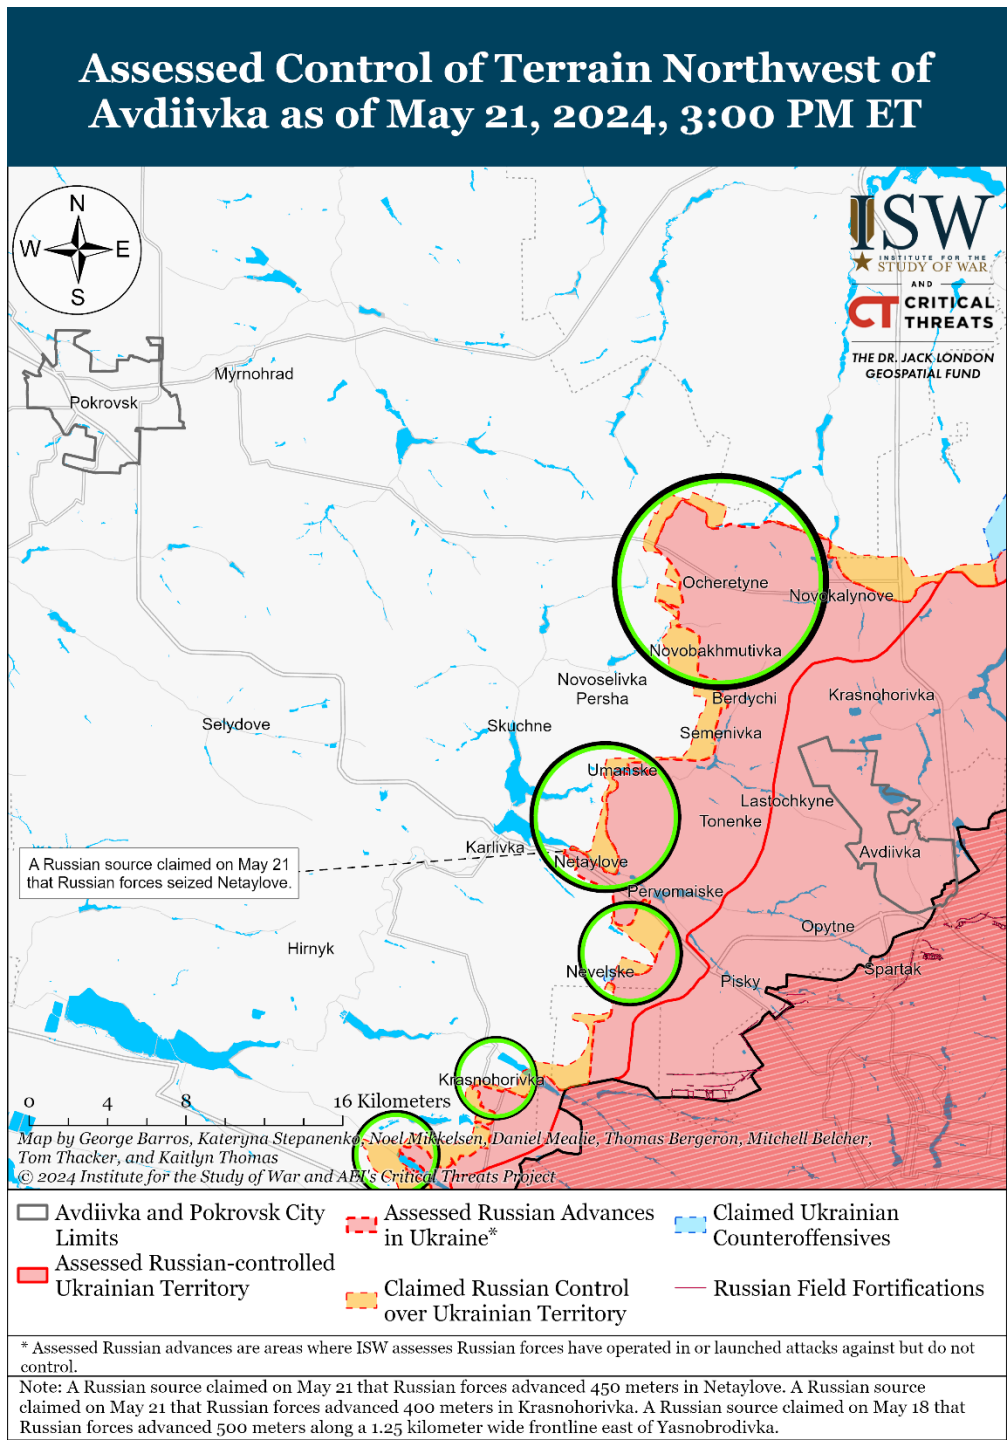 Assessed Control of Terrain Northwest of
Avdiivka as of May 21, 2024, 3:00 PM ET
N
W
E
S
ISW
INSTITUTE FOR THE
STUDY OF WAR
AND
CT CRITICAL
THREATS
THE DR. JACK LONDON
GEOSPATIAL FUND
Myrnohrad
Pokrovsk
Ocheretyne
Novokalynove
Novobakhmutivka
Novoselivka
Persha
Berdychi
Krasnohorivka
Selydove
Skuchne
Semenivka
Umanske
Lastochkyne
Tonenke
Karlivka
Netaylove
Avdiivka
A Russian source claimed on May 21
that Russian forces seized Netaylove.
Pervomaiske
Opytne
Hirnyk
Nevelske
Pisky
Spartak
Krasnohorivka
0 4 8 16 Kilometers
Map by George Barros, Kateryna Stepanenko, Noel Mikkelsen, Daniel Mealie, Thomas Bergeron, Mitchell Belcher,
Tom Thacker, and Kaitlyn Thomas
© 2024 Institute for the Study of War and AEI's Critical Threats Project
Avdiivka and Pokrovsk City
Limits
Assessed Russian-controlled
Ukrainian Territory
Assessed Russian Advances
in Ukraine*
Claimed Russian Control
over Ukrainian Territory
Claimed Ukrainian
Counteroffensives
Russian Field Fortifications
* Assessed Russian advances are areas where ISW assesses Russian forces have operated in or launched attacks against but do not
control.
Note: A Russian source claimed on May 21 that Russian forces advanced 450 meters in Netaylove. A Russian source
claimed on May 21 that Russian forces advanced 400 meters in Krasnohorivka. A Russian source claimed on May 18 that
Russian forces advanced 500 meters along a 1.25 kilometer wide frontline east of Yasnobrodivka.